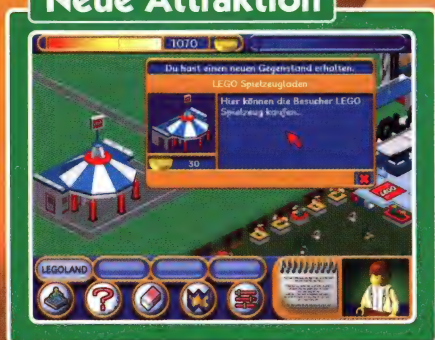 Neue Attraktion
1070
Du hast einen neuen Gegenstand erhalten.
LEGO Spielzeugladen
Hier können die Besucher LEGO
Spielzeug kaufen.
30
LEGO
LEGOLAND